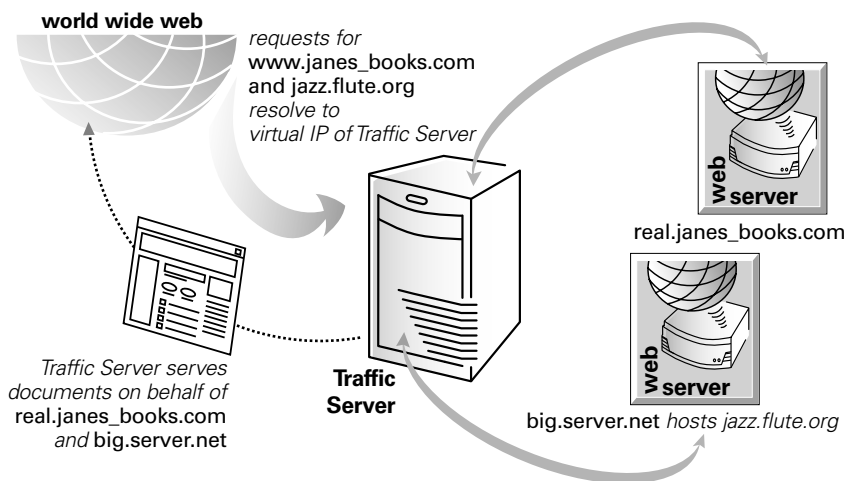 world wide web
requests for
www.janes_books.com
and jazz.flute.org
resolve to
virtual IP of Traffic Server
web
server
real.janes_books.com
web
server
big.server.net hosts jazz.flute.org
Traffic
Server
Traffic Server serves
documents on behalf of
real.janes_books.com
and big.server.net